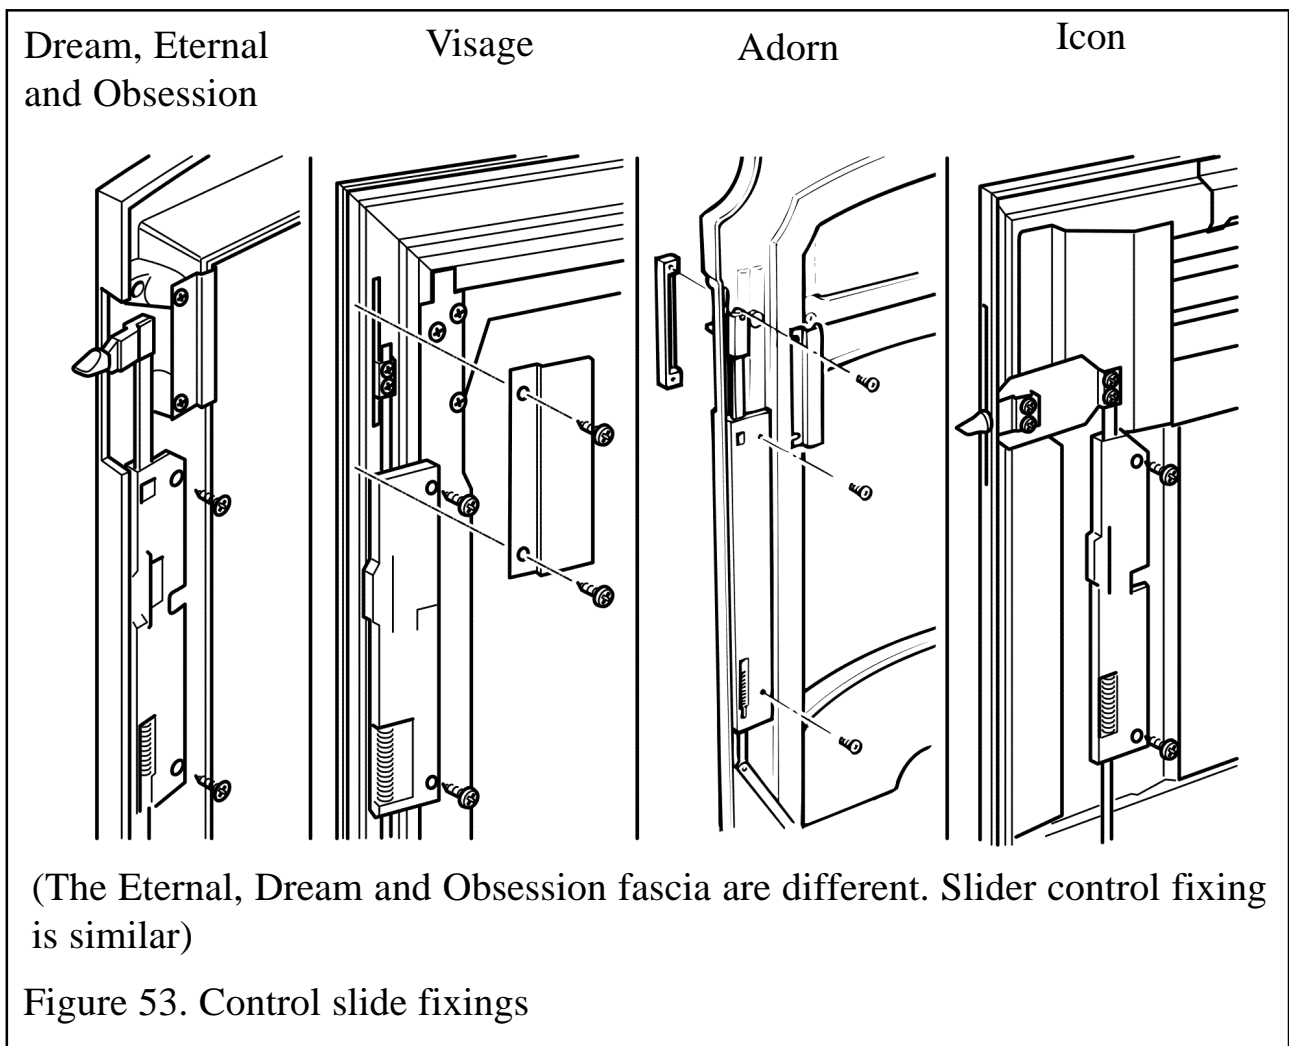 Dream, Eternal
and Obsession
Visage
Adorn
Icon
(The Eternal, Dream and Obsession fascia are different. Slider control fixing
is similar)
Figure 53. Control slide fixings